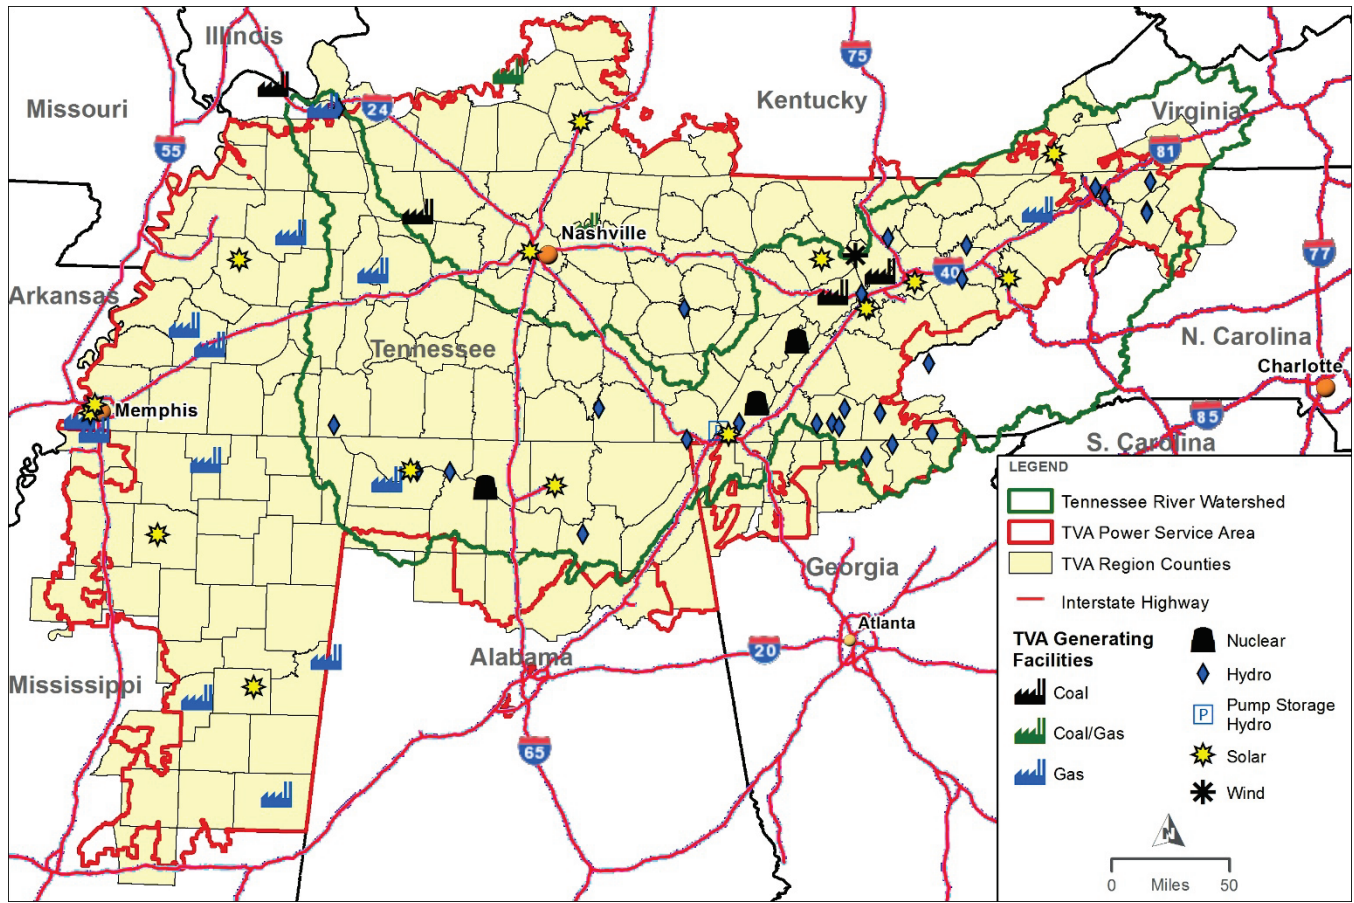 Illinois
75
Missouri
Kentucky
Virginia
24
55
81
Nashville
77
40
Arkansas
Tennessee
N. Carolina
Charlotte
Memphis
85
S. Carolina
P
Georgia
Atlanta
20
Alabama
Mississippi
65
LEGEND
Tennessee River Watershed
TVA Power Service Area
TVA Region Counties
Interstate Highway
TVA Generating
Facilities
Coal
Coal/Gas
Gas
Nuclear
Hydro
P
Pump Storage
Hydro
Solar
Wind
N
0 Miles 50